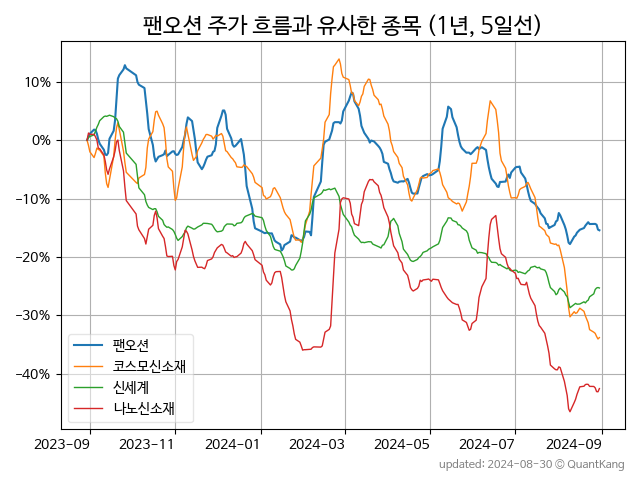 팬오션 주가 흐름과 유사한 종목 (1년, 5일선)
10%
0%
−10%
−20%
−30%
−40%
팬오션
코스모신소재
신세계
나노신소재
2023-09 2023-11 2024-01 2024-03 2024-05 2024-07 2024-09
updated: 2024-08-30 © QuantKang